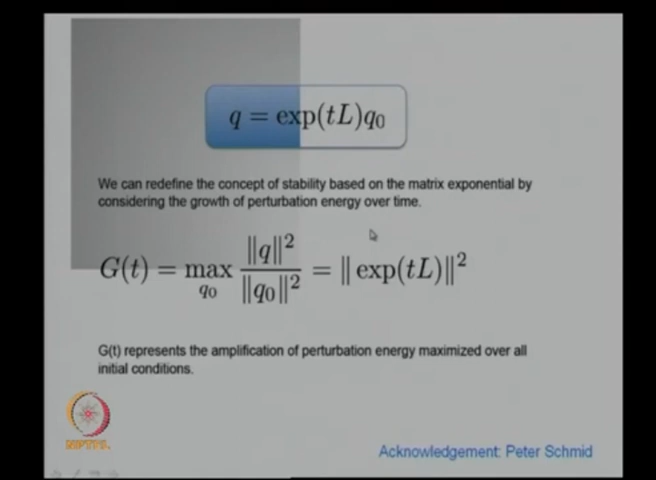 q = exp(tL)q₀
We can redefine the concept of stability based on the matrix exponential by
considering the growth of perturbation energy over time.
G(t) = max_{q₀} ‖q‖² / ‖q₀‖² = ‖ exp(tL)‖²
G(t) represents the amplification of perturbation energy maximized over all
initial conditions.
NPTEL
Acknowledgement: Peter Schmid